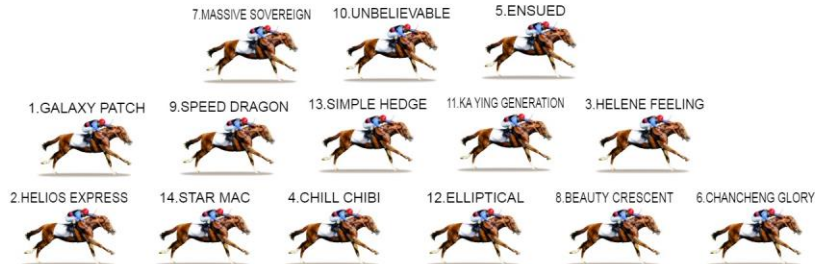 7.MASSIVE SOVEREIGN 10.UNBELIEVABLE 5.ENSUED
1.GALAXY PATCH 9.SPEED DRAGON 13.SIMPLE HEDGE 11.KA YING GENERATION 3.HELENE FEELING
2.HELIOS EXPRESS 14.STAR MAC 4.CHILL CHIBI 12.ELLIPTICAL 8.BEAUTY CRESCENT 6.CHANCHENG GLORY